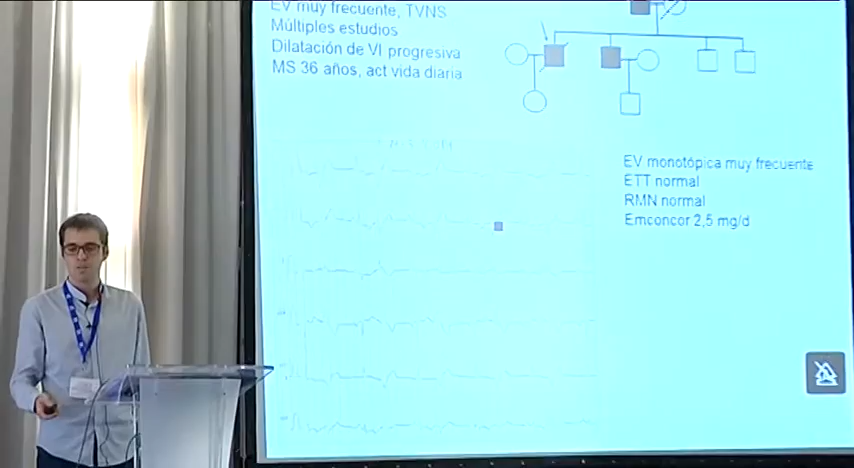 EV muy frecuente, TVNS
Múltiples estudios
Dilatación de VI progresiva
MS 36 años, act vida diaria
EV monotópica muy frecuente
ETT normal
RMN normal
Emconcor 2,5 mg/d